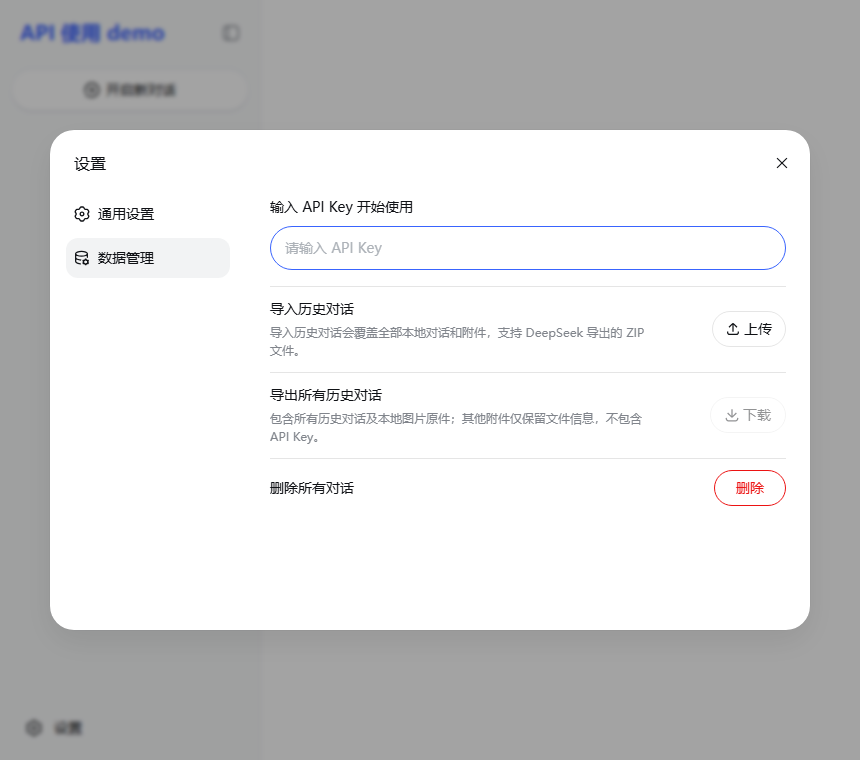 API 使用 demo
开启新对话
设置
通用设置
数据管理
输入 API Key 开始使用
请输入 API Key
导入历史对话
导入历史对话会覆盖全部本地对话和附件，支持 DeepSeek 导出的 ZIP
文件。
上传
导出所有历史对话
包含所有历史对话及本地图片原件；其他附件仅保留文件信息，不包含
API Key。
下载
删除所有对话
删除
设置